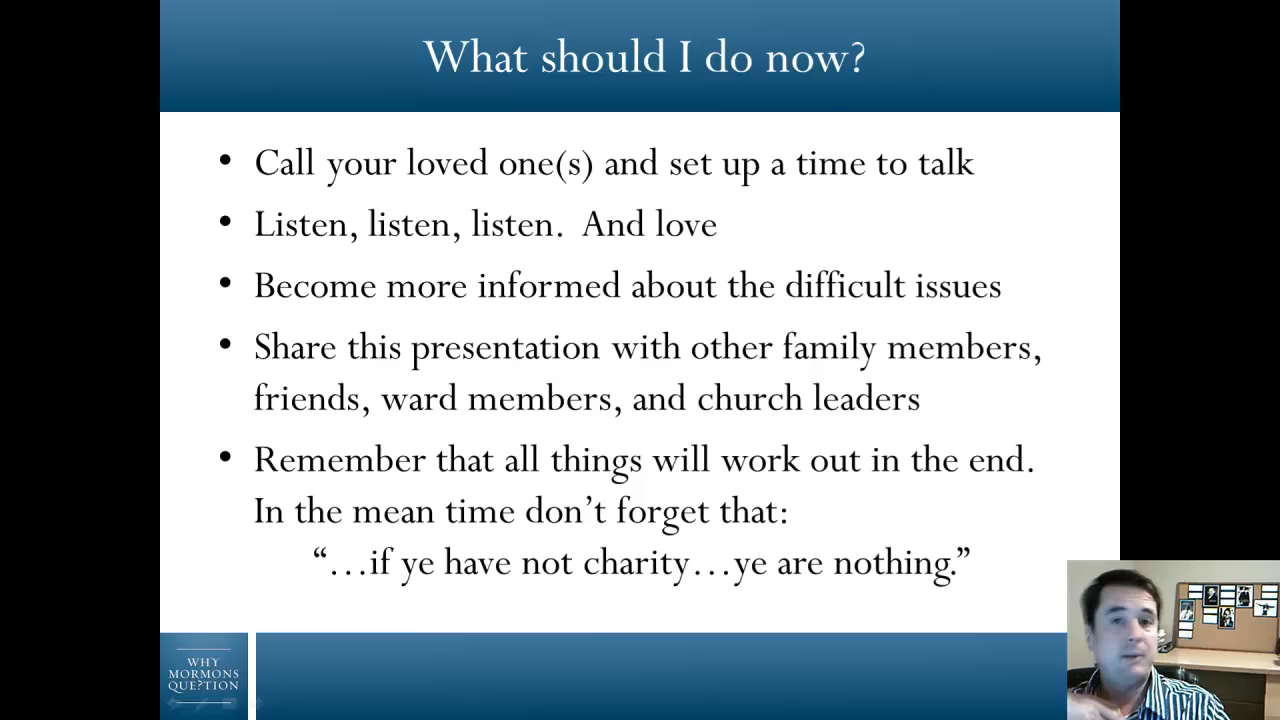 What should I do now?
• Call your loved one(s) and set up a time to talk
• Listen, listen, listen.  And love
• Become more informed about the difficult issues
• Share this presentation with other family members,
friends, ward members, and church leaders
• Remember that all things will work out in the end.
In the mean time don’t forget that:
“…if ye have not charity…ye are nothing.”
WHY
MORMONS
QUE?TION